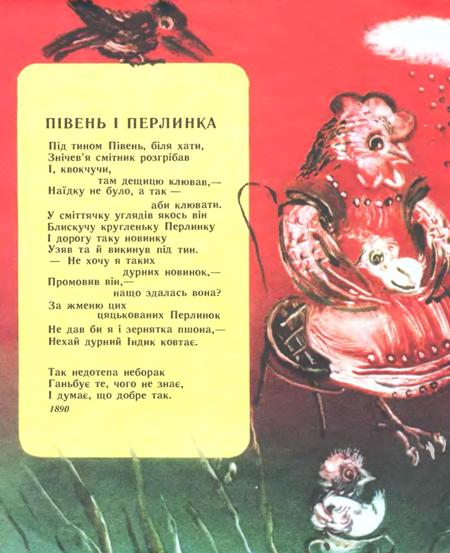 ПІВЕНЬ І ПЕРЛИНКА
Під тином Півень, біля хати,
Знічев'я смітник розгрібав
І, квокчучи,
там дещицю клював,—
Наїдку не було, а так —
аби клювати.
У сміттячку углядів якось він
Блискучу кругленьку Перлинку
І дорогу таку новинку
Узяв та й викинув під тин.
— Не хочу я таких
дурних новинок,—
Промовив він,—
нащо здалась вона?
За жменю цих
цяцькованих Перлинок
Не дав би я і зернятка пшона,—
Нехай дурний Індик ковтає.
Так недотепа неборак
Ганьбує те, чого не знає,
І думає, що добре так.
1890